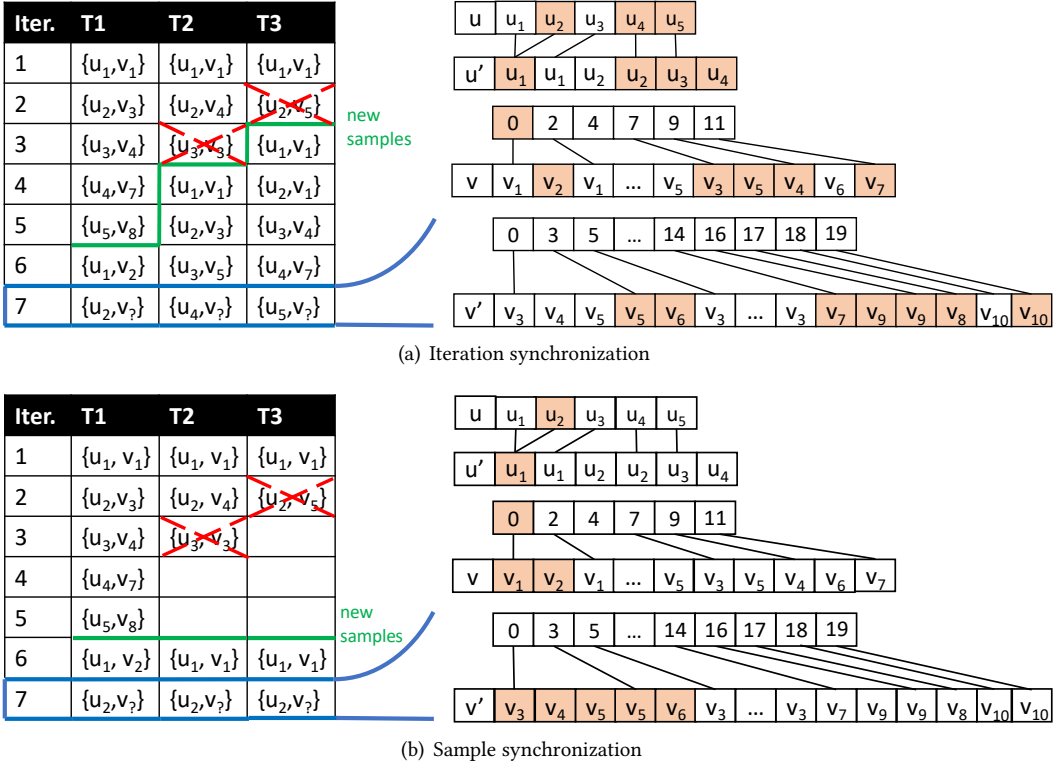 Iter. T1 T2 T3
1 {u1,v1} {u1,v1} {u1,v1}
2 {u2,v3} {u2,v4} {u2,v5}
3 {u3,v4} {u3,v3} {u1,v1}
4 {u4,v7} {u1,v1} {u2,v1}
5 {u5,v8} {u2,v3} {u3,v4}
6 {u1,v2} {u3,v5} {u4,v7}
7 {u2,v?} {u4,v?} {u5,v?}
new
samples
u u1 u2 u3 u4 u5
u' u1 u1 u2 u2 u3 u4
0 2 4 7 9 11
v v1 v2 v1 ... v5 v3 v5 v4 v6 v7
0 3 5 ... 14 16 17 18 19
v' v3 v4 v5 v5 v6 v3 ... v3 v7 v9 v9 v8 v10 v10
(a) Iteration synchronization
Iter. T1 T2 T3
1 {u1, v1} {u1, v1} {u1, v1}
2 {u2,v3} {u2, v4} {u2, v5}
3 {u3,v4} {u3, v3}
4 {u4,v7}
5 {u5,v8}
6 {u1, v2} {u1, v1} {u1, v1}
7 {u2,v?} {u2,v?} {u2,v?}
new
samples
u u1 u2 u3 u4 u5
u' u1 u1 u2 u2 u3 u4
0 2 4 7 9 11
v v1 v2 v1 ... v5 v3 v5 v4 v6 v7
0 3 5 ... 14 16 17 18 19
v' v3 v4 v5 v5 v6 v3 ... v3 v7 v9 v9 v8 v10 v10
(b) Sample synchronization